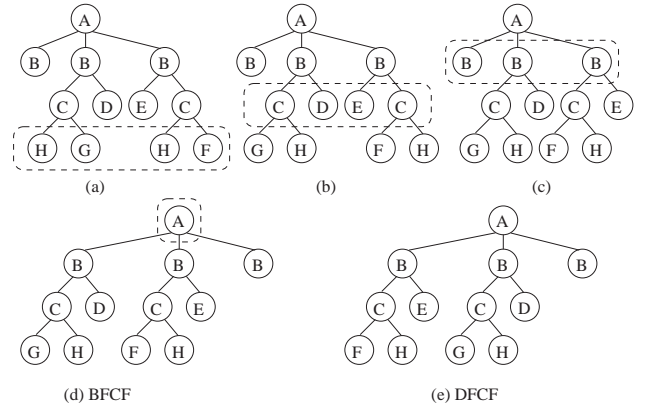 A A A
B B B B B B B B B
C D E C C D E C C D C E
H G H F G H F H G H F H
(a) (b) (c)
A A
B B B B B B
C D C E C E C D
G H F H F H G H
(d) BFCF (e) DFCF